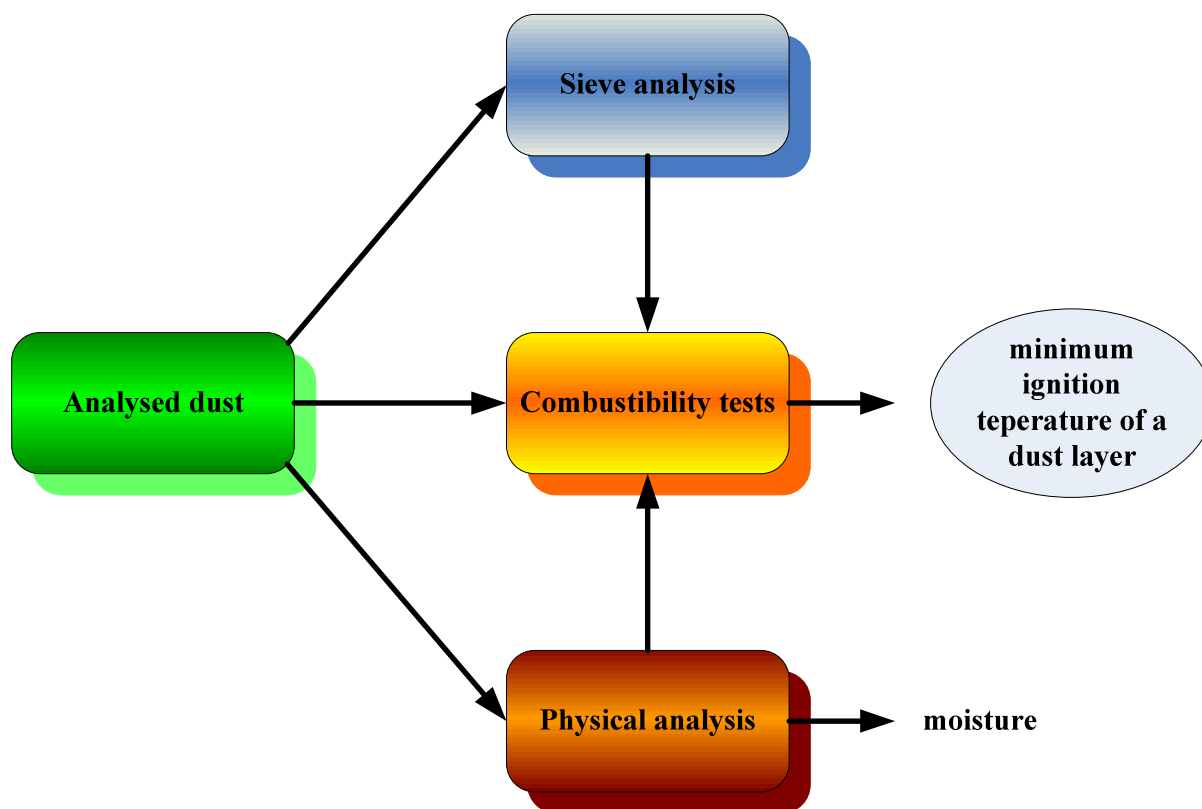 Sieve analysis
Analysed dust
Combustibility tests
minimum
ignition
teperature of a
dust layer
Physical analysis
moisture